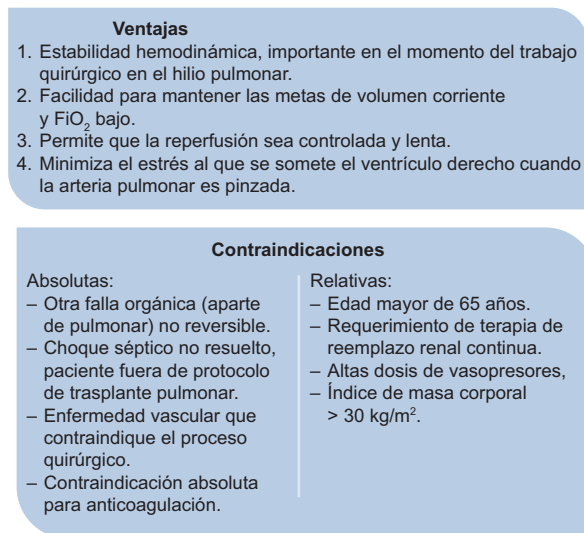 Ventajas
1. Estabilidad hemodinámica, importante en el momento del trabajo
quirúrgico en el hilio pulmonar.
2. Facilidad para mantener las metas de volumen corriente
y FiO₂ bajo.
3. Permite que la reperfusión sea controlada y lenta.
4. Minimiza el estrés al que se somete el ventrículo derecho cuando
la arteria pulmonar es pinzada.
Contraindicaciones
Absolutas:
– Otra falla orgánica (aparte
de pulmonar) no reversible.
– Choque séptico no resuelto,
paciente fuera de protocolo
de trasplante pulmonar.
– Enfermedad vascular que
contraindique el proceso
quirúrgico.
– Contraindicación absoluta
para anticoagulación.
Relativas:
– Edad mayor de 65 años.
– Requerimiento de terapia de
reemplazo renal continua.
– Altas dosis de vasopresores,
– Índice de masa corporal
> 30 kg/m².